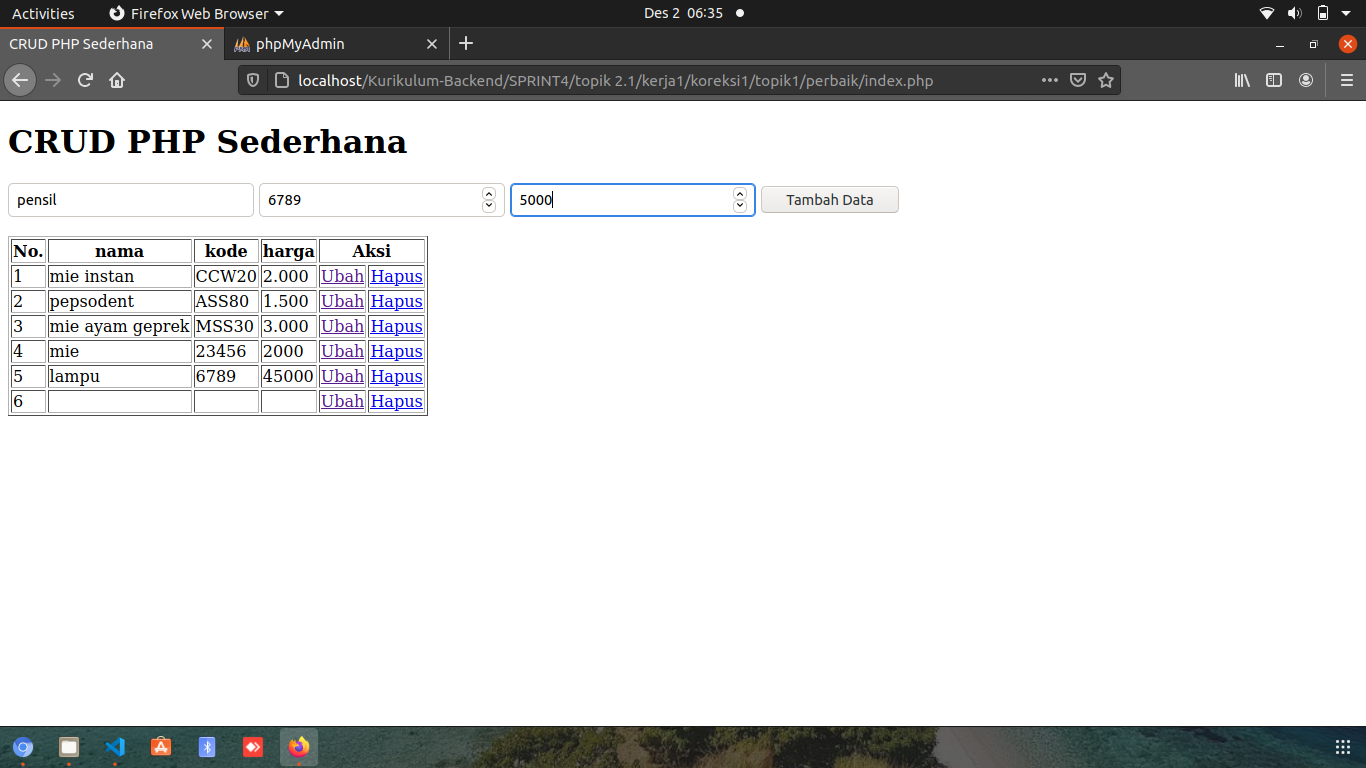 Activities Firefox Web Browser Des 2 06:35
CRUD PHP Sederhana phpMyAdmin
localhost/Kurikulum-Backend/SPRINT4/topik 2.1/kerja1/koreksi1/topik1/perbaik/index.php
CRUD PHP Sederhana
pensil 6789 5000 Tambah Data
No. nama kode harga Aksi
1 mie instan CCW20 2.000 Ubah Hapus
2 pepsodent ASS80 1.500 Ubah Hapus
3 mie ayam geprek MSS30 3.000 Ubah Hapus
4 mie 23456 2000 Ubah Hapus
5 lampu 6789 45000 Ubah Hapus
6 Ubah Hapus